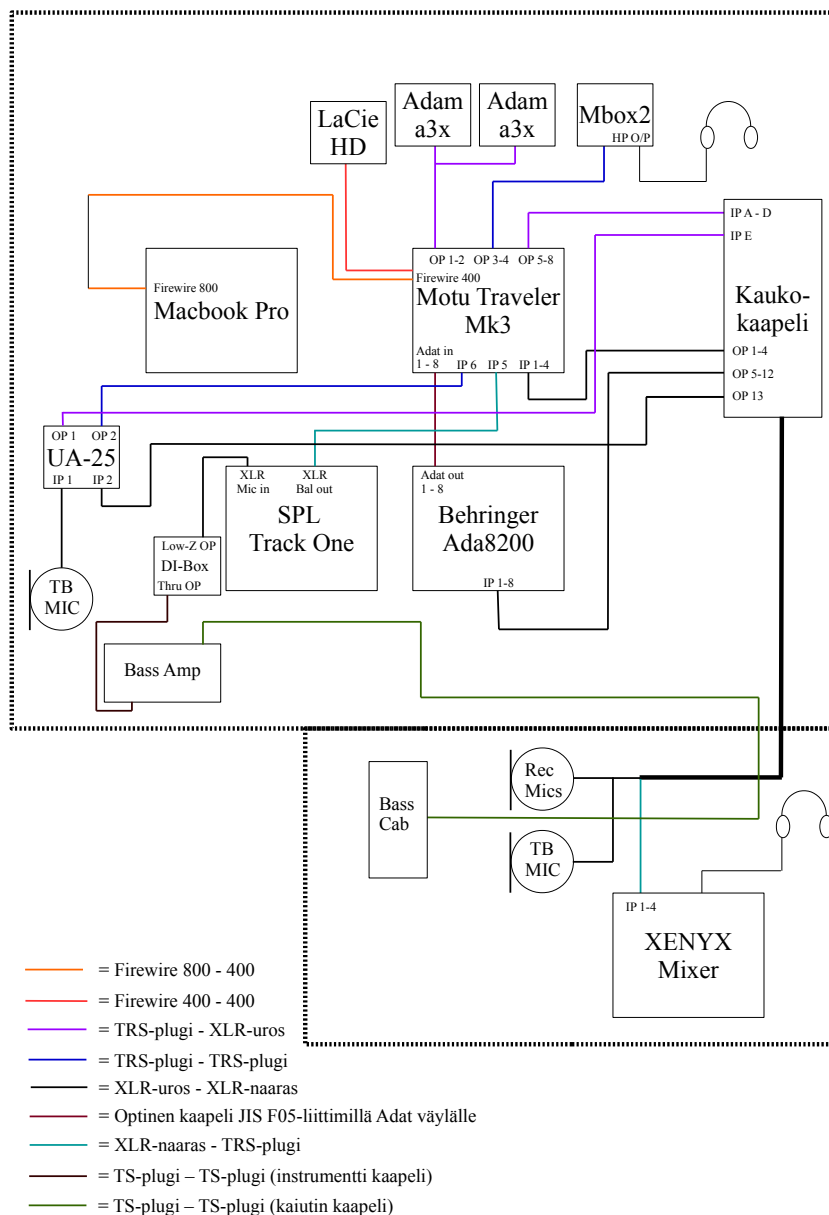 Adam
a3x
Adam
a3x
Mbox2
HP O/P
LaCie
HD
IP A - D
IP E
Kauko-
kaapeli
OP 1-4
OP 5-12
OP 13
OP 1-2
OP 3-4
OP 5-8
Firewire 400
Motu Traveler
Mk3
Adat in
1 - 8
IP 6
IP 5
IP 1-4
Firewire 800
Macbook Pro
OP 1
OP 2
UA-25
IP 1
IP 2
XLR
Mic in
XLR
Bal out
SPL
Track One
Adat out
1 - 8
Behringer
Ada8200
IP 1-8
Low-Z OP
DI-Box
Thru OP
TB
MIC
Bass Amp
Bass
Cab
Rec
Mics
TB
MIC
IP 1-4
XENYX
Mixer
= Firewire 800 - 400
= Firewire 400 - 400
= TRS-plugi - XLR-uros
= TRS-plugi - TRS-plugi
= XLR-uros - XLR-naaras
= Optinen kaapeli JIS F05-liittimillä Adat väylälle
= XLR-naaras - TRS-plugi
= TS-plugi – TS-plugi (instrumentti kaapeli)
= TS-plugi – TS-plugi (kaiutin kaapeli)